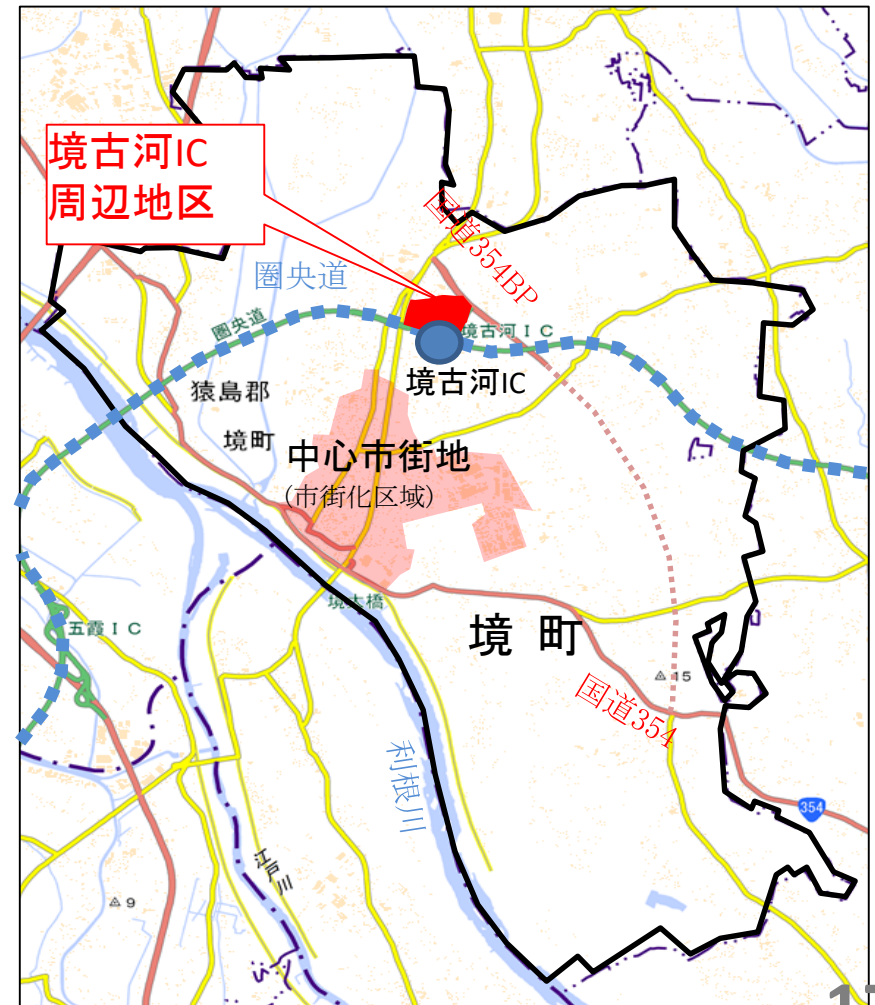 境古河IC
周辺地区
国道354BP
圏央道
圏央道
境古河ＩＣ
境古河IC
猿島郡
境町
中心市街地
(市街化区域)
境大橋
五霞ＩＣ
境 町
15
国道354
利根川
354
江戸川
9
17